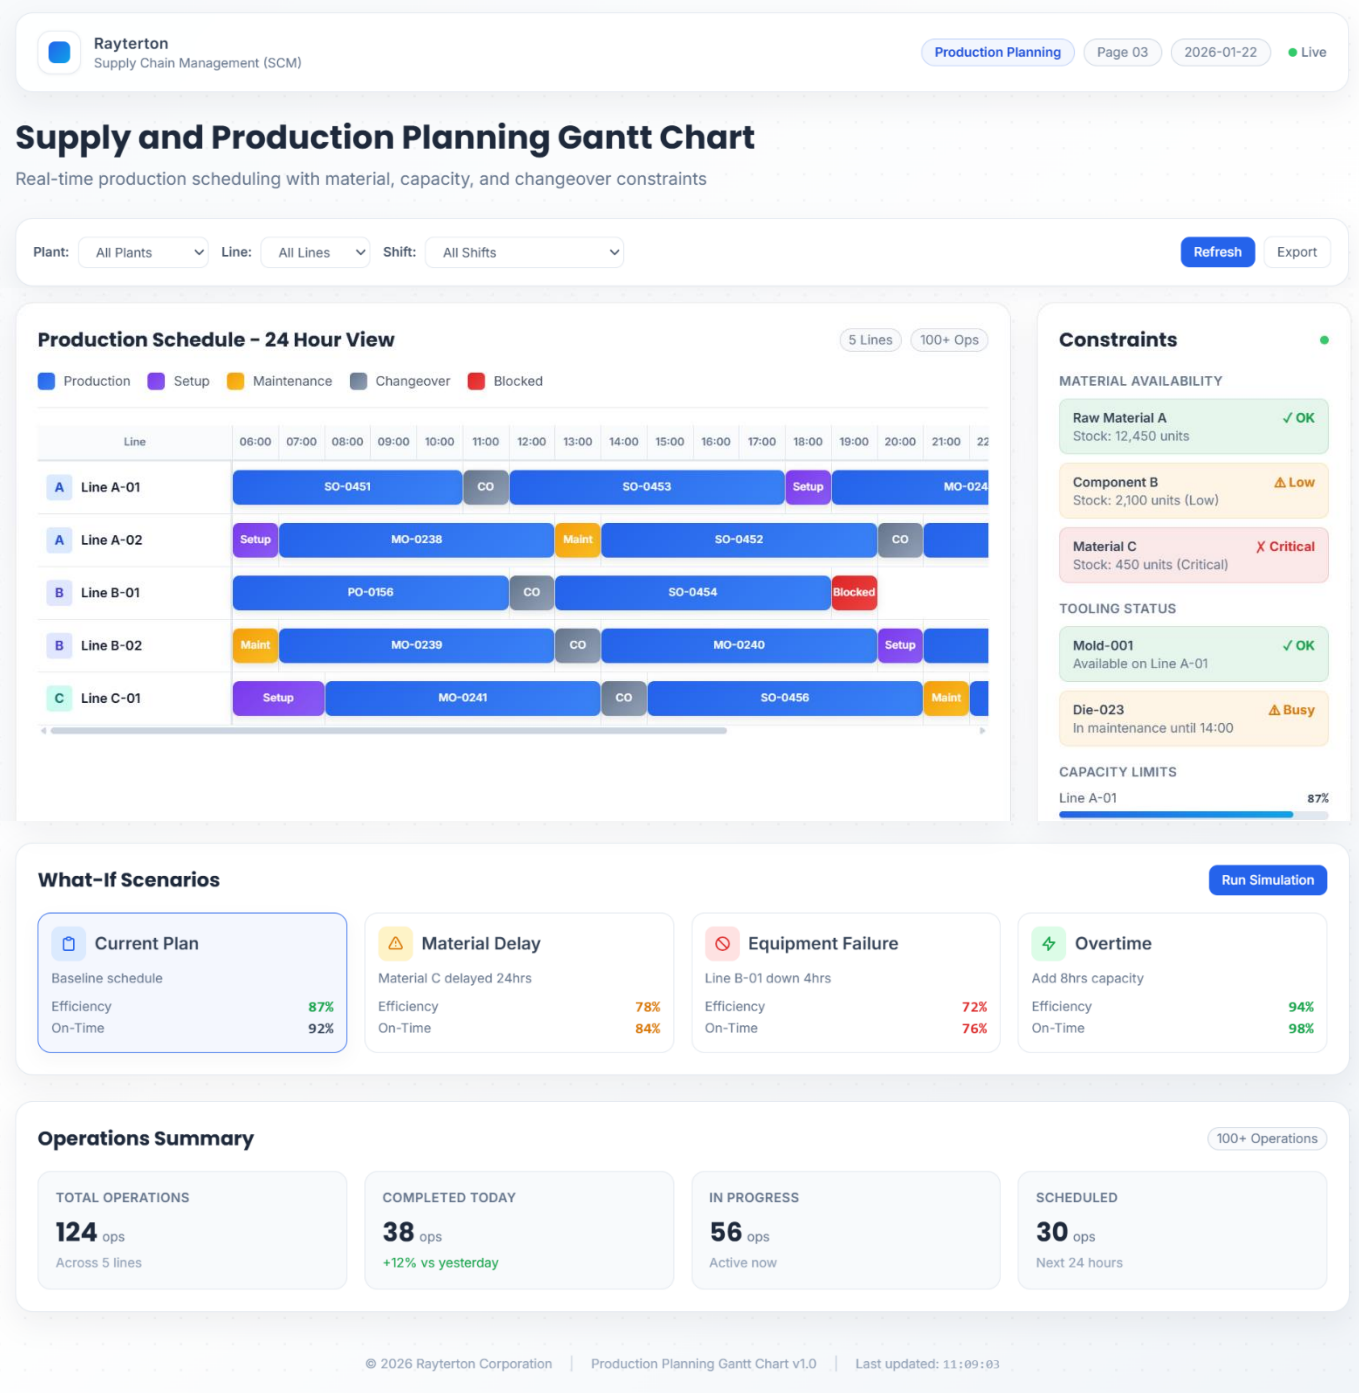 Rayterton
Supply Chain Management (SCM)
Production Planning
Page 03
2026-01-22
Live
Supply and Production Planning Gantt Chart
Real-time production scheduling with material, capacity, and changeover constraints
Plant: All Plants Line: All Lines Shift: All Shifts
Refresh Export
Production Schedule - 24 Hour View
5 Lines 100+ Ops
Production Setup Maintenance Changeover Blocked
Line 06:00 07:00 08:00 09:00 10:00 11:00 12:00 13:00 14:00 15:00 16:00 17:00 18:00 19:00 20:00 21:00 22
A Line A-01 SO-0451 CO SO-0453 Setup MO-024
A Line A-02 Setup MO-0238 Maint SO-0452 CO
B Line B-01 PO-0156 CO SO-0454 Blocked
B Line B-02 Maint MO-0239 CO MO-0240 Setup
C Line C-01 Setup MO-0241 CO SO-0456 Maint
Constraints
MATERIAL AVAILABILITY
Raw Material A ✓ OK
Stock: 12,450 units
Component B ⚠ Low
Stock: 2,100 units (Low)
Material C ✗ Critical
Stock: 450 units (Critical)
TOOLING STATUS
Mold-001 ✓ OK
Available on Line A-01
Die-023 ⚠ Busy
In maintenance until 14:00
CAPACITY LIMITS
Line A-01 87%
What-If Scenarios
Run Simulation
Current Plan
Baseline schedule
Efficiency 87%
On-Time 92%
Material Delay
Material C delayed 24hrs
Efficiency 78%
On-Time 84%
Equipment Failure
Line B-01 down 4hrs
Efficiency 72%
On-Time 76%
Overtime
Add 8hrs capacity
Efficiency 94%
On-Time 98%
Operations Summary
100+ Operations
TOTAL OPERATIONS
124 ops
Across 5 lines
COMPLETED TODAY
38 ops
+12% vs yesterday
IN PROGRESS
56 ops
Active now
SCHEDULED
30 ops
Next 24 hours
© 2026 Rayterton Corporation | Production Planning Gantt Chart v1.0 | Last updated: 11:09:03